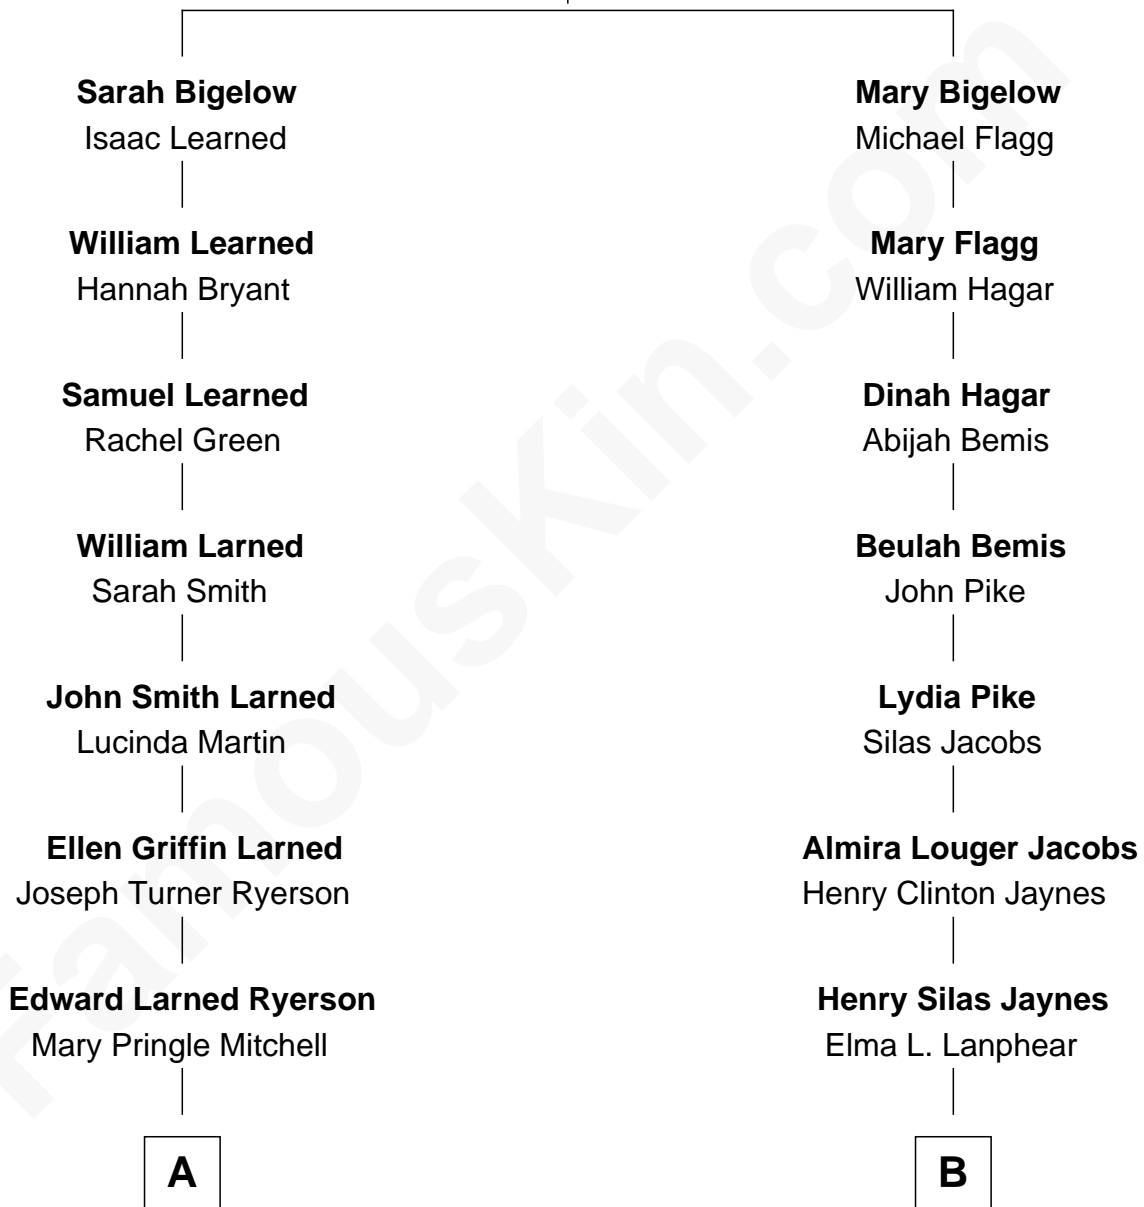 Sarah Bigelow
Isaac Learned
William Learned
Hannah Bryant
Samuel Learned
Rachel Green
William Larned
Sarah Smith
John Smith Larned
Lucinda Martin
Ellen Griffin Larned
Joseph Turner Ryerson
Edward Larned Ryerson
Mary Pringle Mitchell
A
Mary Bigelow
Michael Flagg
Mary Flagg
William Hagar
Dinah Hagar
Abijah Bemis
Beulah Bemis
John Pike
Lydia Pike
Silas Jacobs
Almira Louger Jacobs
Henry Clinton Jaynes
Henry Silas Jaynes
Elma L. Lanphear
B
FamousKin.com